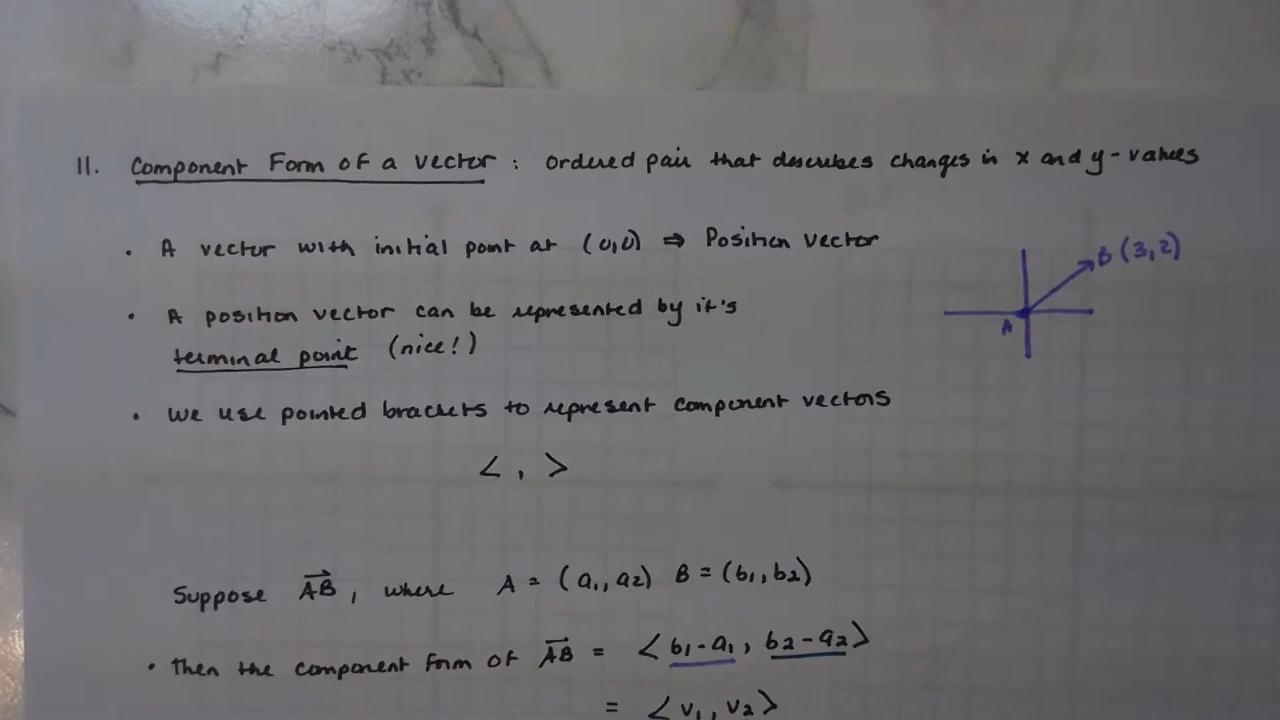 11. Component Form of a vector : ordered pair that describes changes in x and y-values
• A vector with initial point at (0,0) ⇒ Position vector
B (3,2)
A
• A position vector can be represented by it's
terminal point (nice!)
• We use pointed brackets to represent component vectors
< , >
Suppose \overrightarrow{AB}, where A = (a₁, a₂) B = (b₁, b₂)
• Then the component form of \overrightarrow{AB} = <b₁-a₁, b₂-a₂>
= <v₁, v₂>